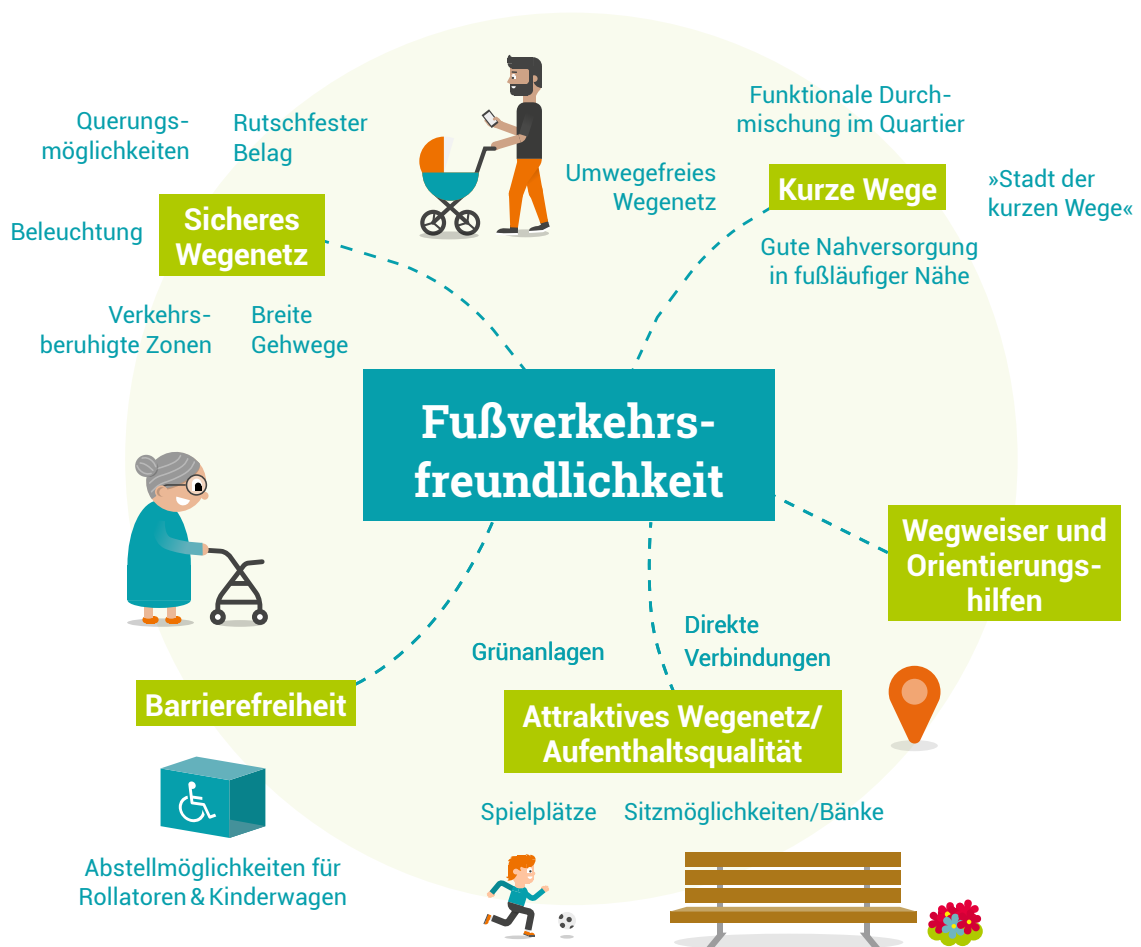 Querungs-
möglichkeiten
Rutschfester
Belag
Beleuchtung
Sicheres
Wegenetz
Verkehrs-
beruhigte Zonen
Breite
Gehwege
Funktionale Durch-
mischung im Quartier
Umwegefreies
Wegenetz
Kurze Wege
»Stadt der
kurzen Wege«
Gute Nahversorgung
in fußläufiger Nähe
Fußverkehrs-
freundlichkeit
Wegweiser und
Orientierungs-
hilfen
Barrierefreiheit
Abstellmöglichkeiten für
Rollatoren & Kinderwagen
Grünanlagen
Direkte
Verbindungen
Attraktives Wegenetz/
Aufenthaltsqualität
Spielplätze
Sitzmöglichkeiten/Bänke